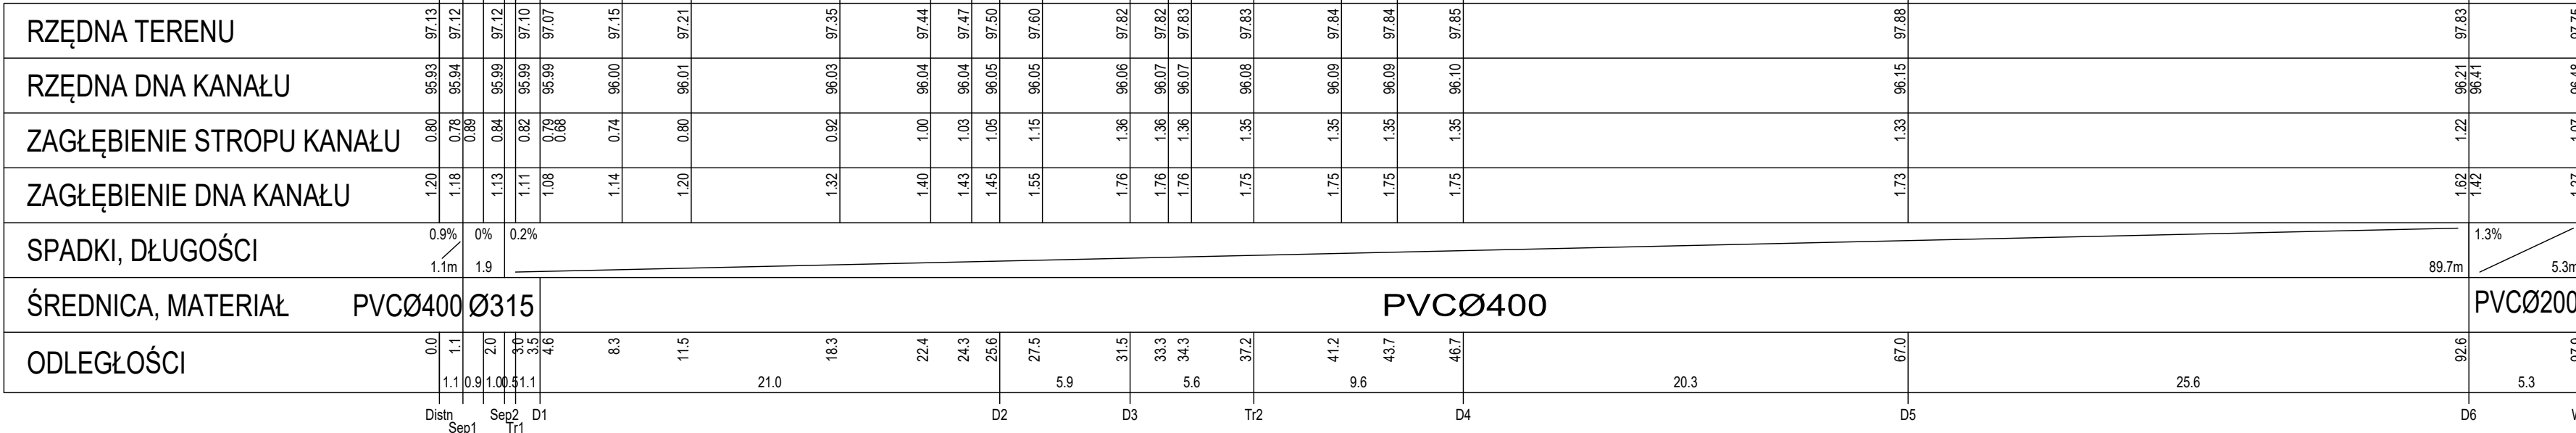 RZĘDNA TERENU 97.13 97.12 97.12 97.10 97.07 97.15 97.21 97.35 97.44 97.47 97.50 97.60 97.82 97.82 97.83 97.83 97.84 97.84 97.85 97.88 97.83
RZĘDNA DNA KANAŁU 95.93 95.94 95.99 95.99 95.99 96.00 96.01 96.03 96.04 96.04 96.05 96.05 96.06 96.07 96.07 96.08 96.09 96.09 96.10 96.15 96.21 96.41
ZAGŁĘBIENIE STROPU KANAŁU 0.80 0.78 0.89 0.84 0.82 0.79 0.68 0.74 0.80 0.92 1.00 1.03 1.05 1.15 1.36 1.36 1.36 1.35 1.35 1.35 1.35 1.33 1.22
ZAGŁĘBIENIE DNA KANAŁU 1.20 1.18 1.13 1.11 1.08 1.14 1.20 1.32 1.40 1.43 1.45 1.55 1.76 1.76 1.76 1.75 1.75 1.75 1.75 1.73 1.62 1.42
0.9% 0% 0.2% 1.3%
SPADKI, DŁUGOŚCI
1.1m 1.9 89.7m 5.3m
ŚREDNICA, MATERIAŁ PVCØ400 Ø315 PVCØ400 PVCØ200
ODLEGŁOŚCI 0.0 1.1 2.0 3.0 3.5 4.6 8.3 11.5 18.3 22.4 24.3 25.6 27.5 31.5 33.3 34.3 37.2 41.2 43.7 46.7 67.0 92.6
1.1 0.9 1.0 0.5 1.1 21.0 5.9 5.6 9.6 20.3 25.6 5.3
Distn Sep2 D1 D2 D3 Tr2 D4 D5 D6
Sep1 Tr1